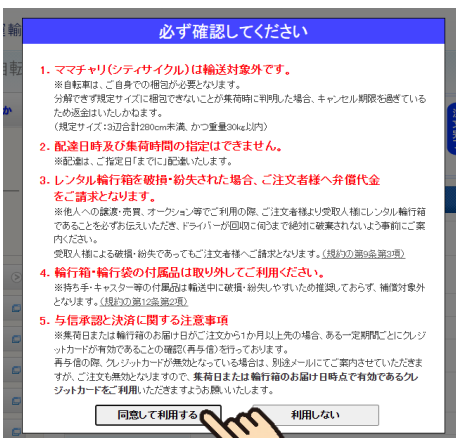 輸
必ず確認してください
自転
1. ママチャリ(シティサイクル)は輸送対象外です。
※自転車は、ご自身での梱包が必要となります。
分解できず規定サイズに梱包できないことが集荷時に判明した場合、キャンセル期限を過ぎている
ため返金はいたしかねます。
(規定サイズ:3辺合計280cm未満、かつ重量30kg以内)
か
2. 配達日時及び集荷時間の指定はできません。
※配達は、ご指定日「までに」配達いたします。
3. レンタル輪行箱を破損・紛失された場合、ご注文者様へ弁償代金
をご請求となります。
※他人への譲渡・売買、オークション等でご利用の際、ご注文者様より受取人様にレンタル輪行箱
であることを必ずお伝えいただき、ドライバーが回収に伺うまで絶対に破棄されないよう事前にご案
内ください。
受取人様による破損・紛失であってもご注文者様へご請求となります。(規約の第9条第3項)
4. 輪行箱・輪行袋の付属品は取り外してご利用ください。
※持ち手・キャスター等の付属品は輸送中に破損・紛失しやすいため推奨しておらず、補償対象外
となります。(規約の第12条第2項)
5. 与信承認と決済に関する注意事項
※集荷日または輪行箱のお届け日がご注文から1か月以上先の場合、ある一定期間ごとにクレジ
ットカードが有効であることの確認(再与信)を行っております。
再与信の際、クレジットカードが無効となっている場合は、別途メールにてご案内させていただきま
すが、ご注文も無効となりますので、集荷日または輪行箱のお届け日時点で有効であるクレ
ジットカードをご利用いただきますようお願いいたします。
同意して利用する
利用しない